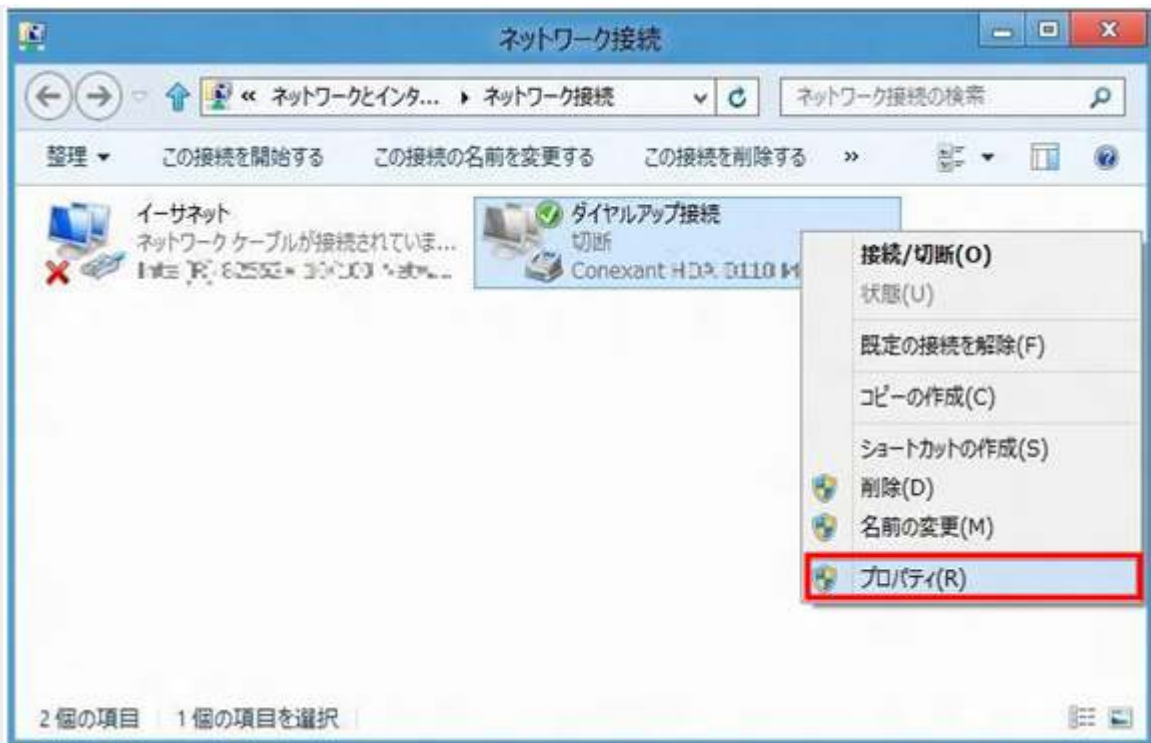 ネットワーク接続
« ネットワークとインタ... ネットワーク接続
ネットワーク接続の検索
整理 この接続を開始する この接続の名前を変更する この接続を削除する »
イーサネット
ネットワーク ケーブルが接続されていま...
ダイヤルアップ接続
切断
Conexant HDA D110
接続/切断(O)
状態(U)
既定の接続を解除(F)
コピーの作成(C)
ショートカットの作成(S)
削除(D)
名前の変更(M)
プロパティ(R)
2 個の項目 1 個の項目を選択